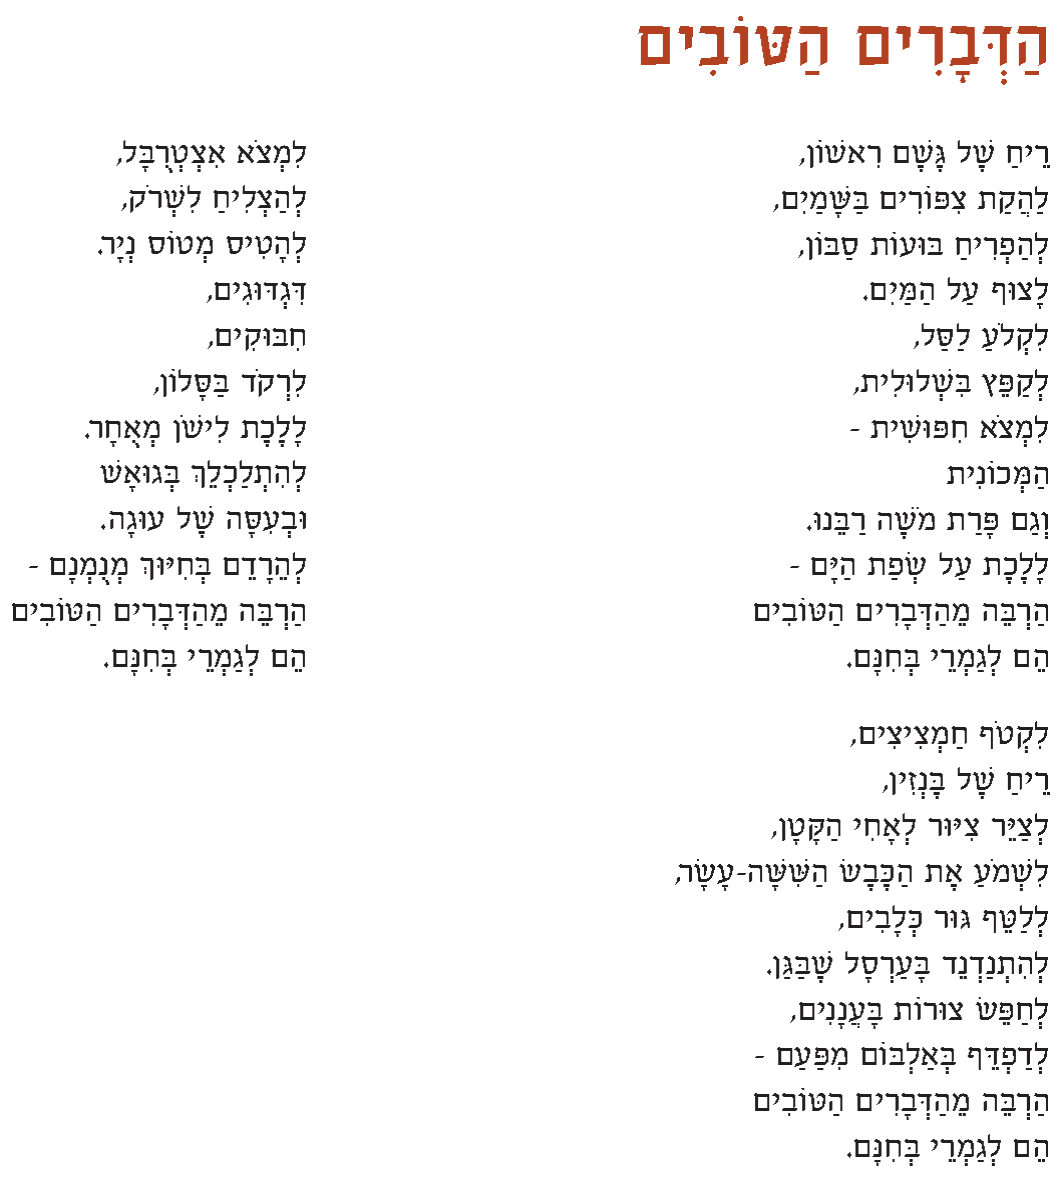 הַדְּבָרִים הַטּוֹבִים
רֵיחַ שֶׁל גֶּשֶׁם רִאשׁוֹן,
לַהֲקַת צִפּוֹרִים בַּשָּׁמַיִם,
לְהַפְרִיחַ בּוּעוֹת סַבּוֹן,
לָצוּף עַל הַמַּיִם.
לִקְלֹעַ לַסַּל,
לְקַפֵּץ בִּשְׁלוּלִית,
לִמְצֹא חִפּוּשִׁית -
הַמְּכוֹנִית
וְגַם פָּרַת מֹשֶׁה רַבֵּנוּ.
לָלֶכֶת עַל שְׂפַת הַיָּם -
הַרְבֵּה מֵהַדְּבָרִים הַטּוֹבִים
הֵם לְגַמְרֵי בְּחִנָּם.
לִקְטֹף חַמְצִיצִים,
רֵיחַ שֶׁל בֶּנְזִין,
לְצַיֵּר צִיּוּר לְאָחִי הַקָּטָן,
לִשְׁמֹעַ אֶת הַכֶּבֶשׂ הַשִּׁשָּׁה-עָשָׂר,
לְלַטֵּף גּוּר כְּלָבִים,
לְהִתְנַדְנֵד בָּעַרְסָל שֶׁבַּגַּן.
לְחַפֵּשׂ צוּרוֹת בָּעֲנָנִים,
לְדַפְדֵּף בְּאַלְבּוֹם מִפַּעַם -
הַרְבֵּה מֵהַדְּבָרִים הַטּוֹבִים
הֵם לְגַמְרֵי בְּחִנָּם.
לִמְצֹא אִצְטְרֻבָּל,
לְהַצְלִיחַ לִשְׁרֹק,
לְהָטִיס מְטוֹס נְיָר.
דִּגְדּוּגִים,
חִבּוּקִים,
לִרְקֹד בַּסָּלוֹן,
לָלֶכֶת לִישֹׁן מְאֻחָר.
לְהִתְלַכְלֵךְ בְּגוּאָשׁ
וּבְעִסָּה שֶׁל עוּגָה.
לְהֵרָדֵם בְּחִיּוּךְ מְנֻמְנָם -
הַרְבֵּה מֵהַדְּבָרִים הַטּוֹבִים
הֵם לְגַמְרֵי בְּחִנָּם.